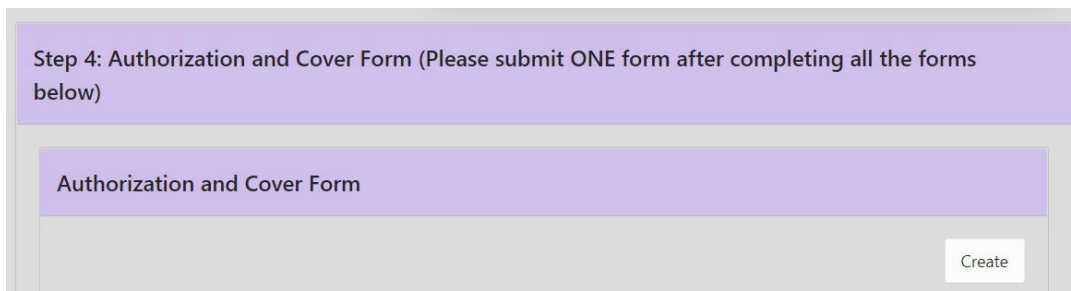 Step 4: Authorization and Cover Form (Please submit ONE form after completing all the forms
below)
Authorization and Cover Form
Create